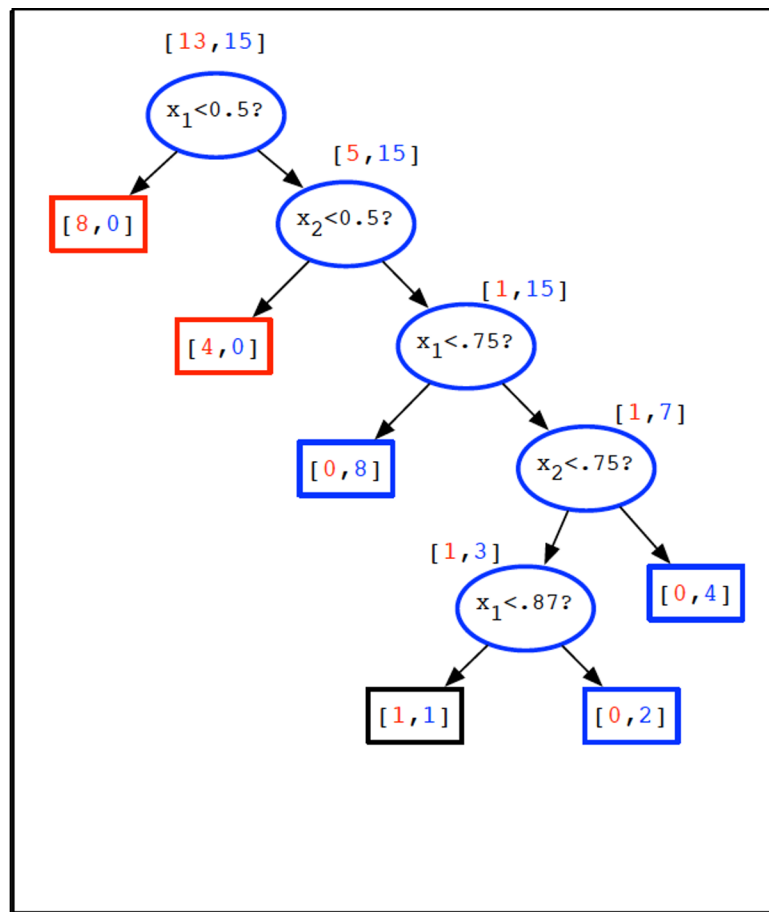 [13,15]
x1<0.5?
[5,15]
[8,0]
x2<0.5?
[1,15]
[4,0]
x1<.75?
[1,7]
[0,8]
x2<.75?
[1,3]
[0,4]
x1<.87?
[1,1]
[0,2]